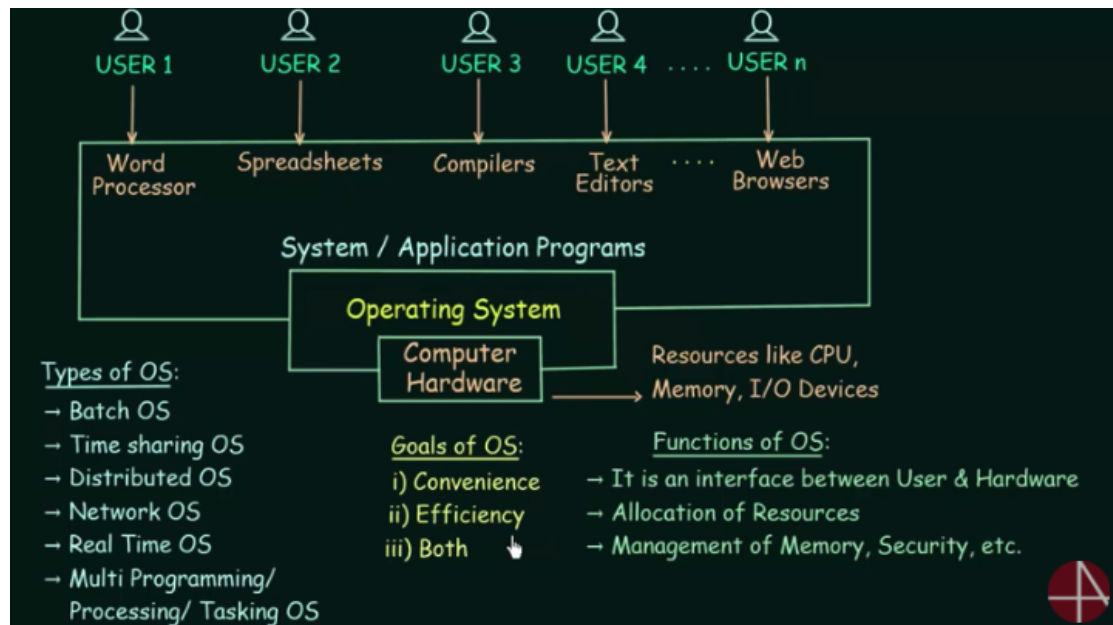 USER 1 USER 2 USER 3 USER 4 .... USER n
Word Processor
Spreadsheets
Compilers
Text Editors
....
Web Browsers
System / Application Programs
Operating System
Computer
Hardware
Resources like CPU,
Memory, I/O Devices
Types of OS:
→ Batch OS
→ Time sharing OS
→ Distributed OS
→ Network OS
→ Real Time OS
→ Multi Programming/
Processing/ Tasking OS
Goals of OS:
i) Convenience
ii) Efficiency
iii) Both
Functions of OS:
→ It is an interface between User & Hardware
→ Allocation of Resources
→ Management of Memory, Security, etc.